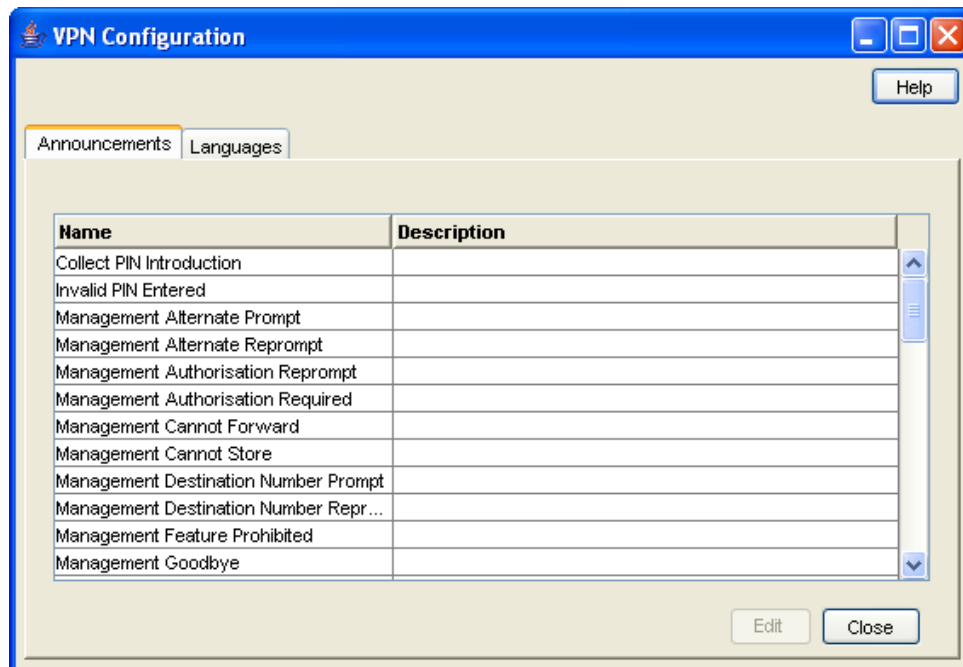 VPN Configuration
Help
Announcements
Languages
Name Description
Collect PIN Introduction
Invalid PIN Entered
Management Alternate Prompt
Management Alternate Reprompt
Management Authorisation Reprompt
Management Authorisation Required
Management Cannot Forward
Management Cannot Store
Management Destination Number Prompt
Management Destination Number Repr...
Management Feature Prohibited
Management Goodbye
Edit
Close